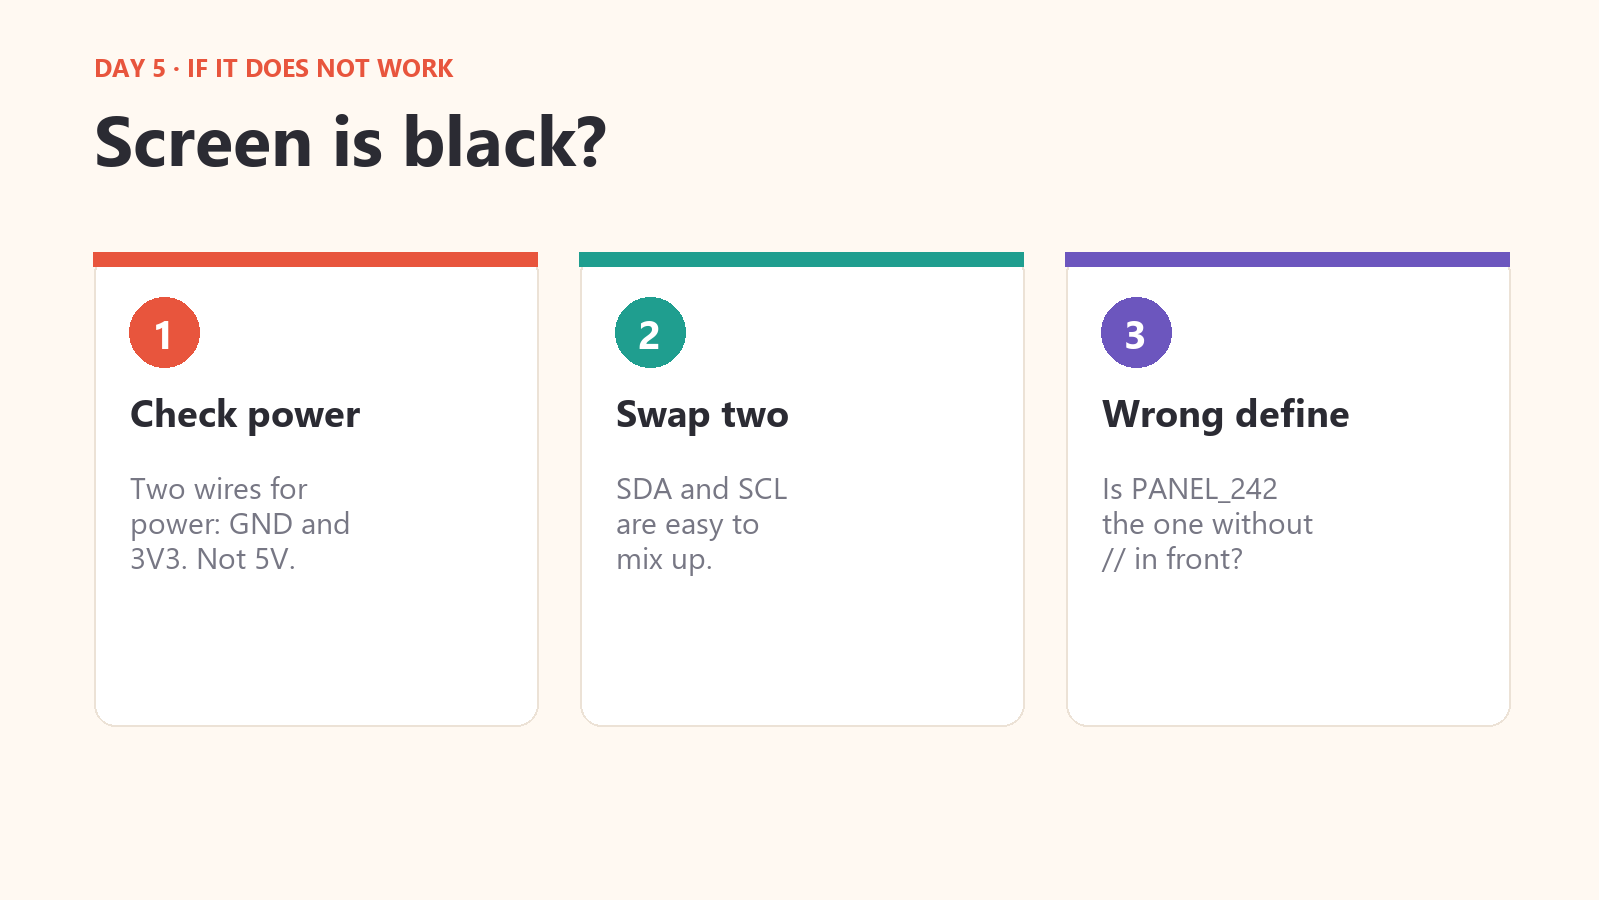 DAY 5 · IF IT DOES NOT WORK
Screen is black?
1
Check power
Two wires for
power: GND and
3V3. Not 5V.
2
Swap two
SDA and SCL
are easy to
mix up.
3
Wrong define
Is PANEL_242
the one without
// in front?